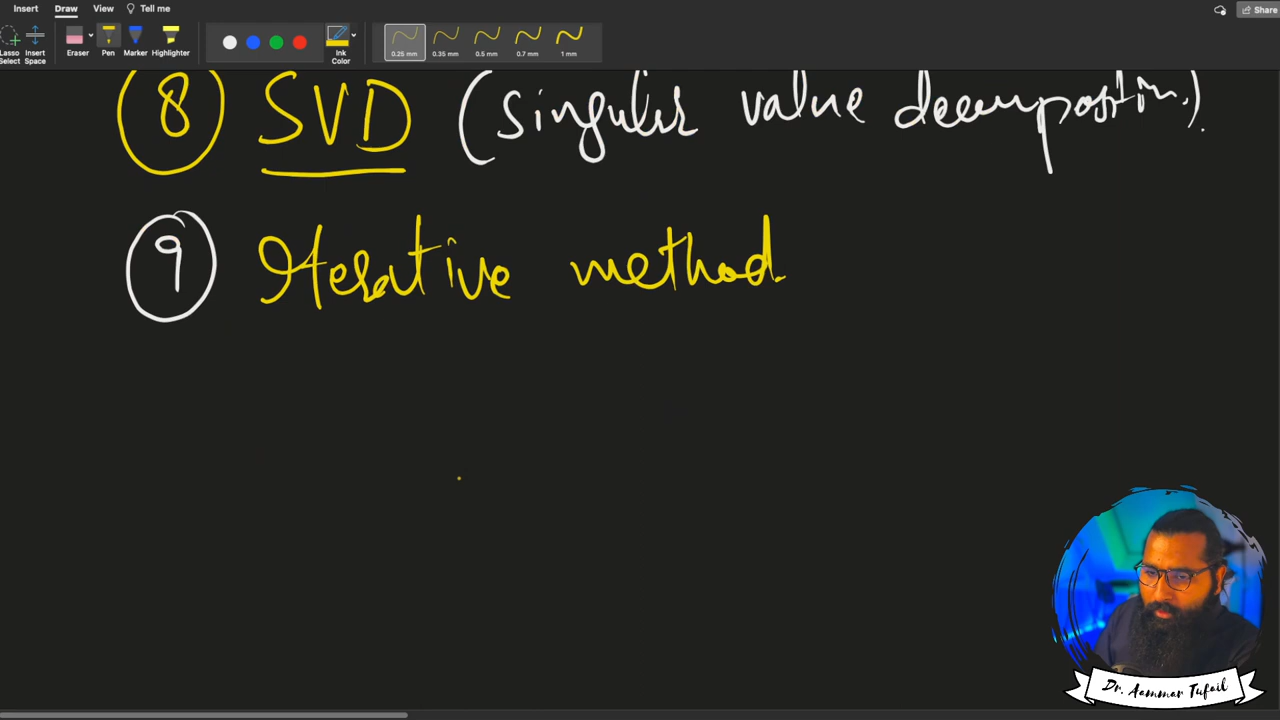 Insert Draw View Tell me
Share
Lasso Select
Insert Space
Eraser
Pen
Marker
Highlighter
Ink Color
0.25 mm 0.35 mm 0.5 mm 0.7 mm 1 mm
8 SVD (singular value decomposition.)
9 Iterative method.
Dr. Aammar Tufail